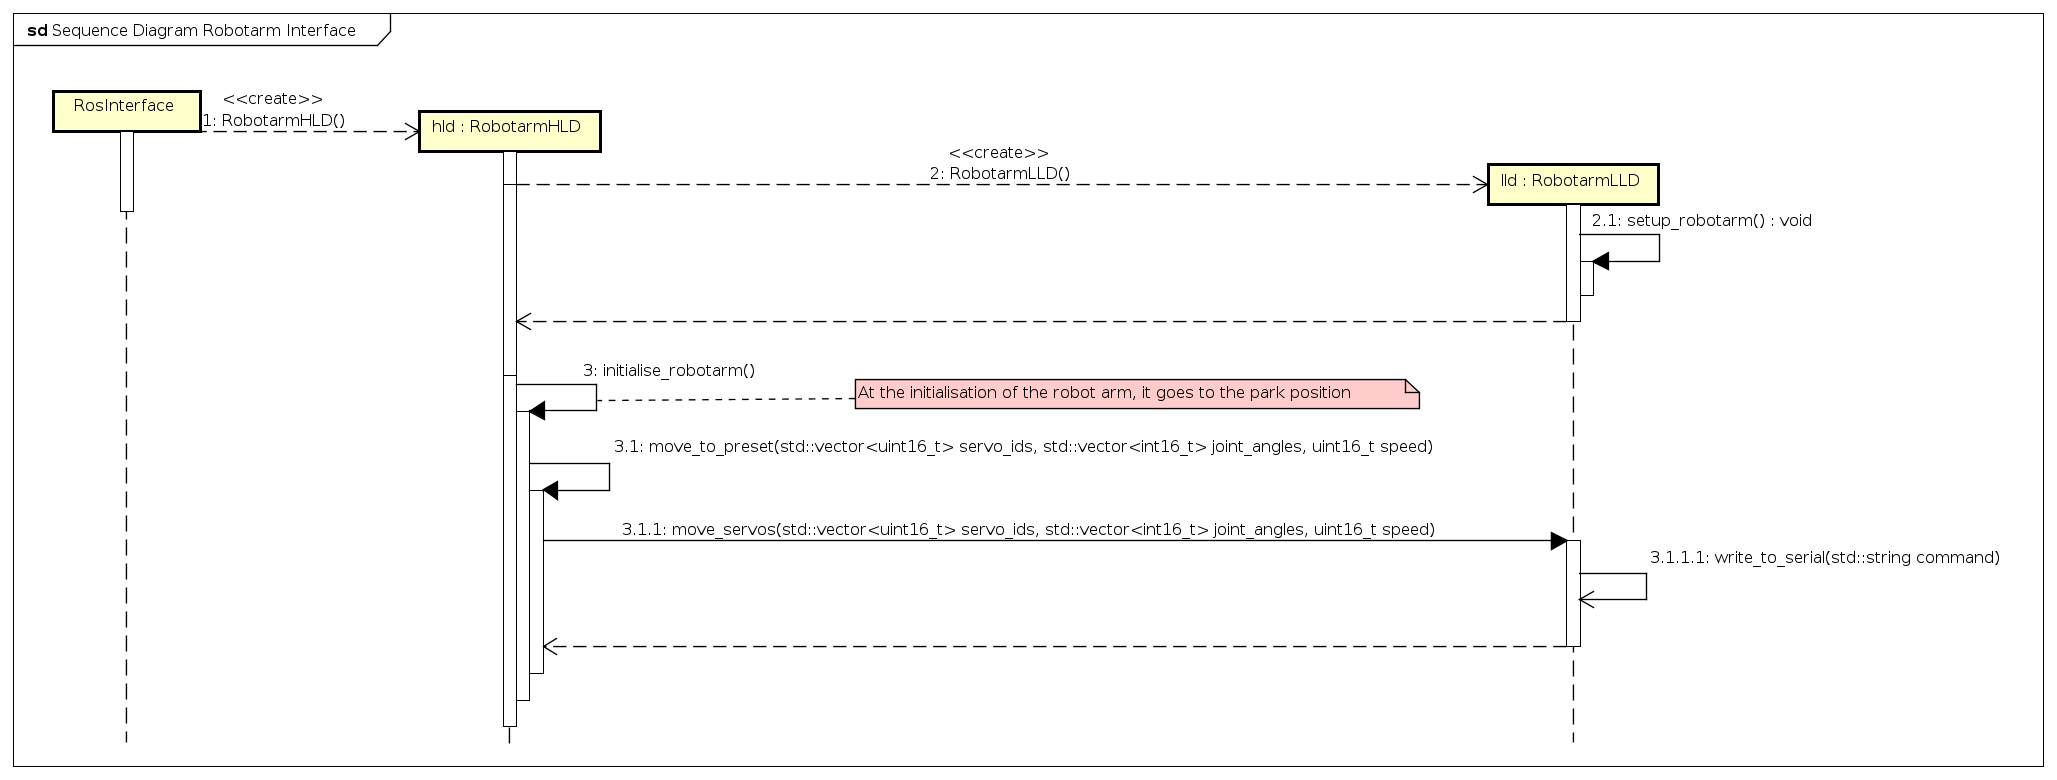 sd Sequence Diagram Robotarm Interface
RosInterface
<<create>>
1: RobotarmHLD()
hld : RobotarmHLD
<<create>>
2: RobotarmLLD()
lld : RobotarmLLD
2.1: setup_robotarm() : void
3: initialise_robotarm()
At the initialisation of the robot arm, it goes to the park position
3.1: move_to_preset(std::vector<uint16_t> servo_ids, std::vector<int16_t> joint_angles, uint16_t speed)
3.1.1: move_servos(std::vector<uint16_t> servo_ids, std::vector<int16_t> joint_angles, uint16_t speed)
3.1.1.1: write_to_serial(std::string command)